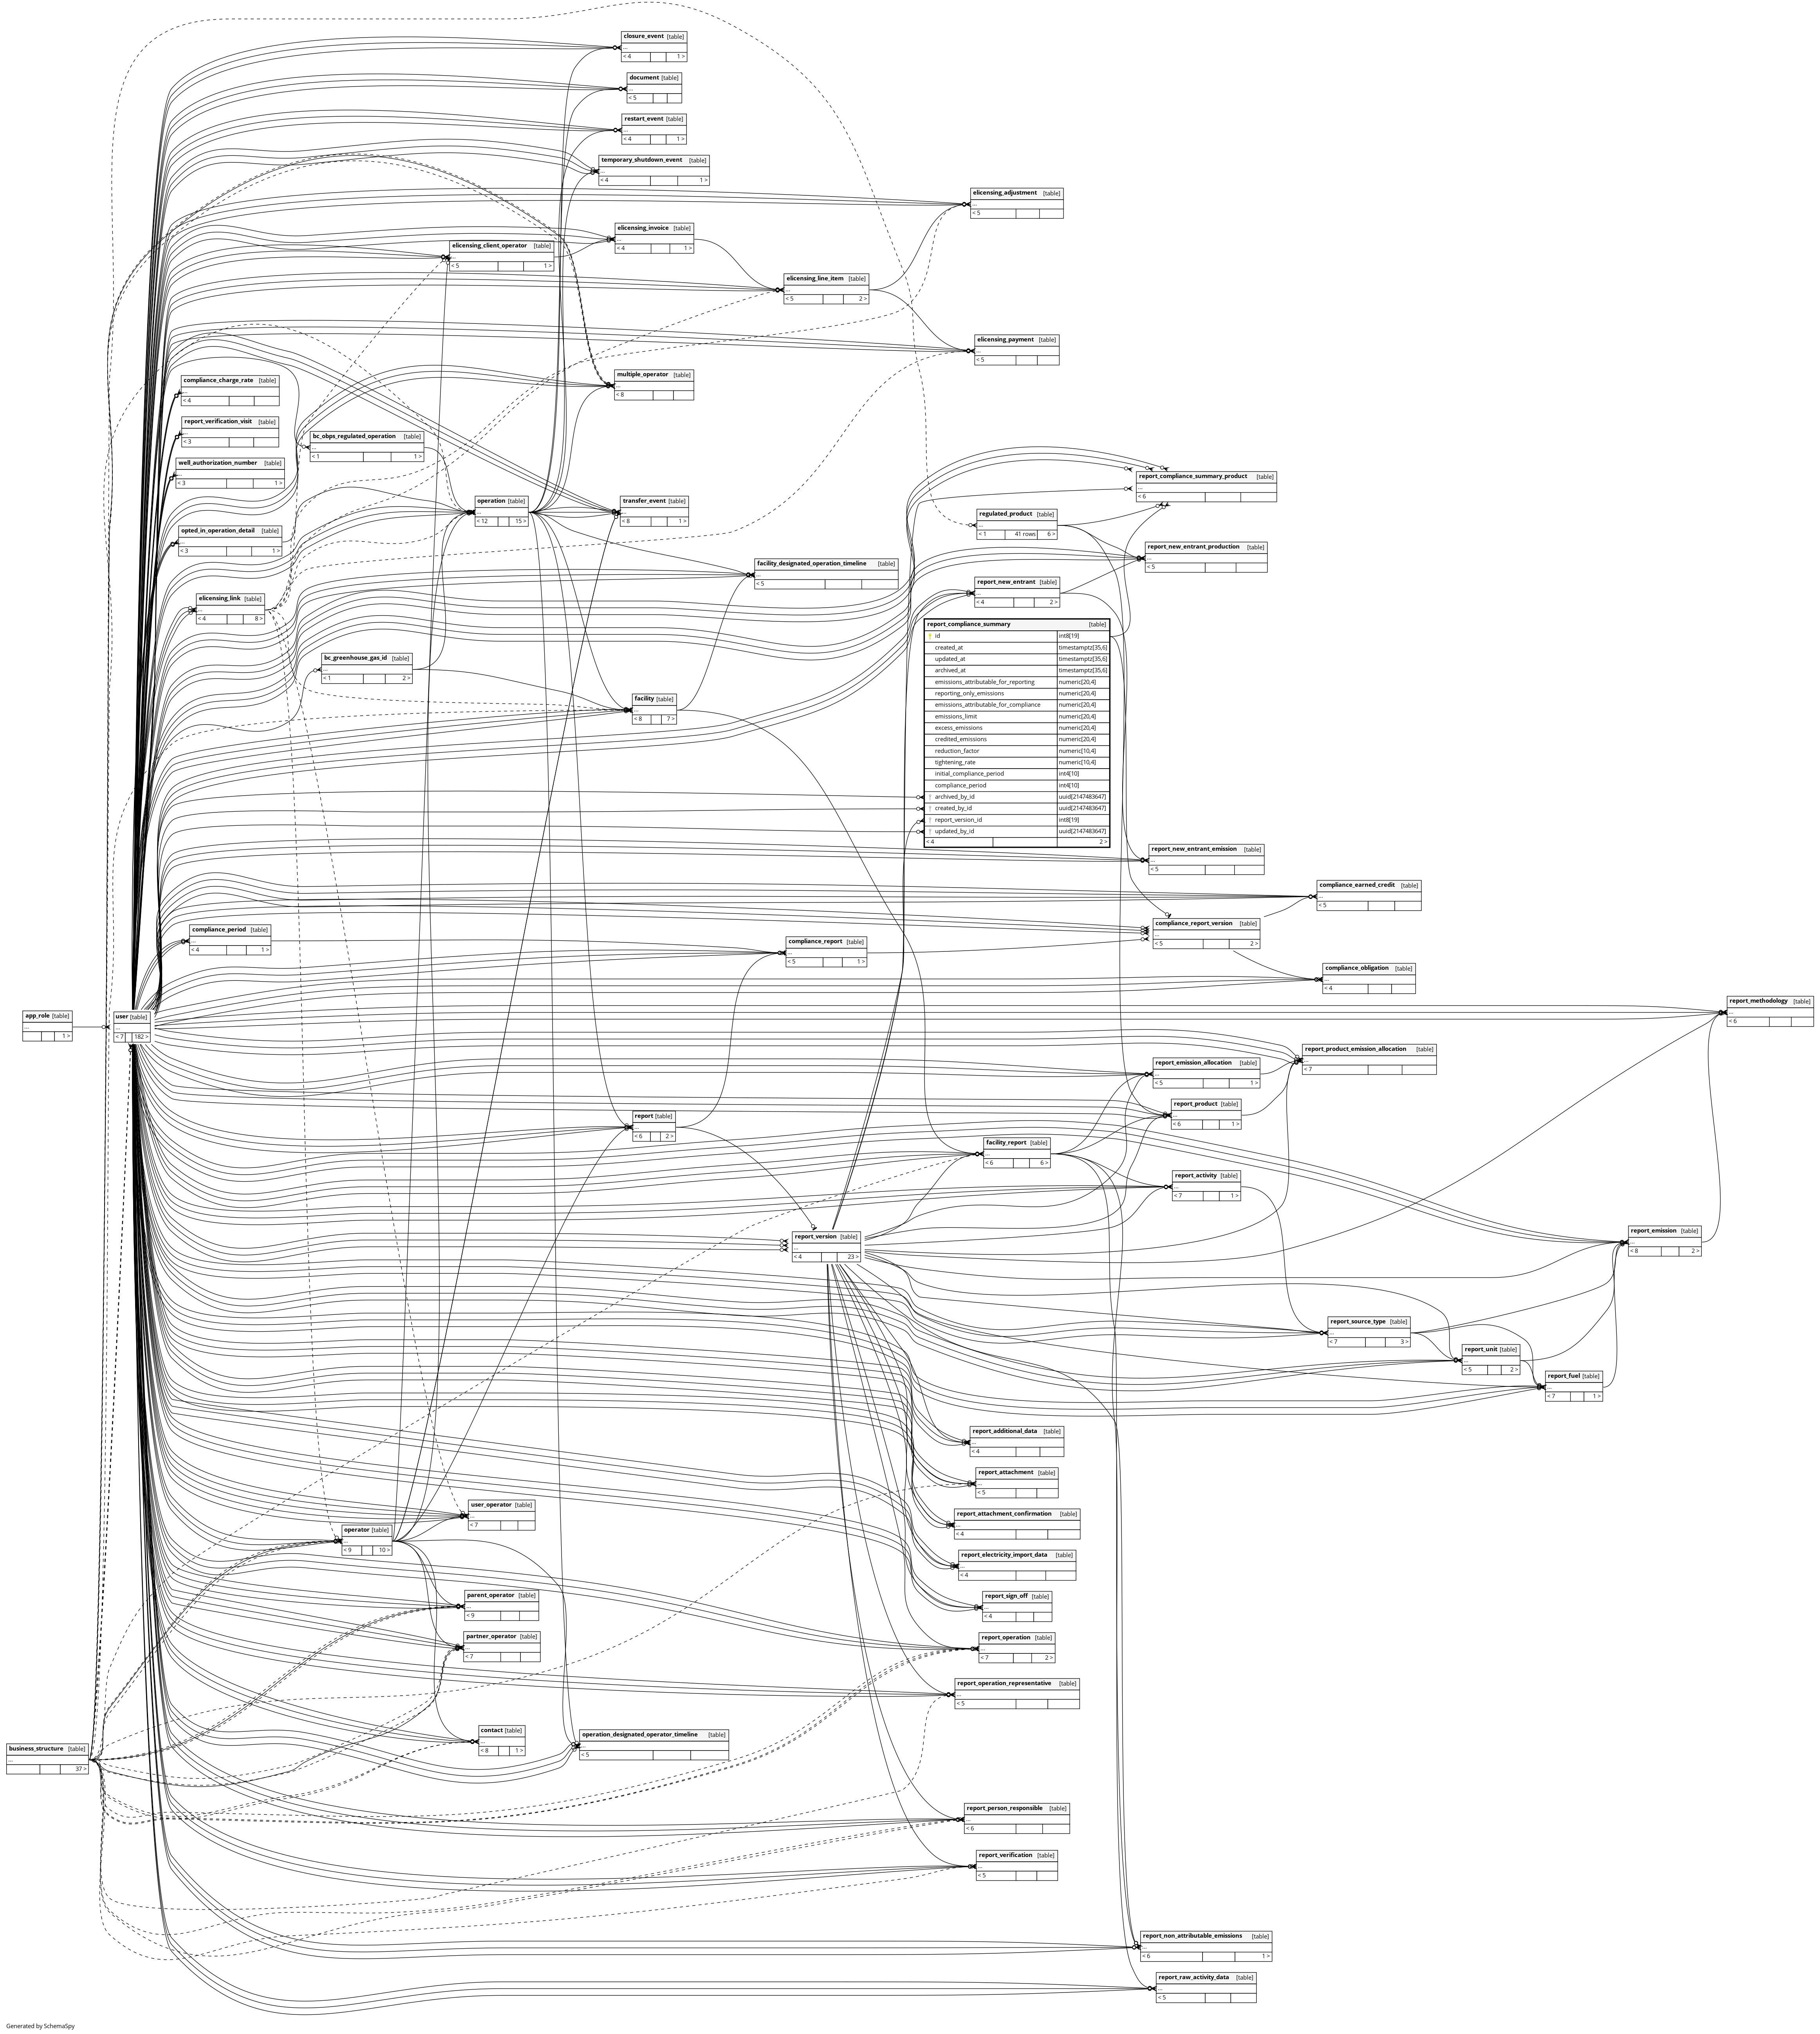 closure_event [table]
...
< 4 1 >
document [table]
...
< 5
restart_event [table]
...
< 4 1 >
temporary_shutdown_event [table]
...
< 4 1 >
elicensing_adjustment [table]
...
< 5
elicensing_invoice [table]
...
< 4 1 >
elicensing_client_operator [table]
...
< 5 1 >
elicensing_line_item [table]
...
< 5 2 >
elicensing_payment [table]
...
< 5
multiple_operator [table]
...
< 8
compliance_charge_rate [table]
...
< 4
report_verification_visit [table]
...
< 3
bc_obps_regulated_operation [table]
...
< 1 1 >
well_authorization_number [table]
...
< 3 1 >
report_compliance_summary_product [table]
...
< 6
operation [table]
...
< 12 15 >
transfer_event [table]
...
< 8 1 >
regulated_product [table]
...
< 1 41 rows 6 >
opted_in_operation_detail [table]
...
< 3 1 >
report_new_entrant_production [table]
...
< 5
facility_designated_operation_timeline [table]
...
< 5
report_new_entrant [table]
...
< 4 2 >
elicensing_link [table]
...
< 4 8 >
report_compliance_summary [table]
id int8[19]
created_at timestamptz[35,6]
updated_at timestamptz[35,6]
archived_at timestamptz[35,6]
emissions_attributable_for_reporting numeric[20,4]
reporting_only_emissions numeric[20,4]
emissions_attributable_for_compliance numeric[20,4]
emissions_limit numeric[20,4]
excess_emissions numeric[20,4]
credited_emissions numeric[20,4]
reduction_factor numeric[10,4]
tightening_rate numeric[10,4]
initial_compliance_period int4[10]
compliance_period int4[10]
archived_by_id uuid[2147483647]
created_by_id uuid[2147483647]
report_version_id int8[19]
updated_by_id uuid[2147483647]
< 4 2 >
bc_greenhouse_gas_id [table]
...
< 1 2 >
facility [table]
...
< 8 7 >
report_new_entrant_emission [table]
...
< 5
compliance_earned_credit [table]
...
< 5
compliance_report_version [table]
...
< 5 2 >
compliance_period [table]
...
< 4 1 >
compliance_report [table]
...
< 5 1 >
compliance_obligation [table]
...
< 4
report_methodology [table]
...
< 6
app_role [table]
...
1 >
user [table]
...
< 7 182 >
report_product_emission_allocation [table]
...
< 7
report_emission_allocation [table]
...
< 5 1 >
report_product [table]
...
< 6 1 >
report [table]
...
< 6 2 >
facility_report [table]
...
< 6 6 >
report_activity [table]
...
< 7 1 >
report_version [table]
...
< 4 23 >
report_emission [table]
...
< 8 2 >
report_source_type [table]
...
< 7 3 >
report_unit [table]
...
< 5 2 >
report_fuel [table]
...
< 7 1 >
report_additional_data [table]
...
< 4
report_attachment [table]
...
< 5
user_operator [table]
...
< 7
report_attachment_confirmation [table]
...
< 4
operator [table]
...
< 9 10 >
report_electricity_import_data [table]
...
< 4
parent_operator [table]
...
< 9
report_sign_off [table]
...
< 4
partner_operator [table]
...
< 7
report_operation [table]
...
< 7 2 >
report_operation_representative [table]
...
< 5
contact [table]
...
< 8 1 >
operation_designated_operator_timeline [table]
...
< 5
business_structure [table]
...
37 >
report_person_responsible [table]
...
< 6
report_verification [table]
...
< 5
report_non_attributable_emissions [table]
...
< 6 1 >
report_raw_activity_data [table]
...
< 5
Generated by SchemaSpy